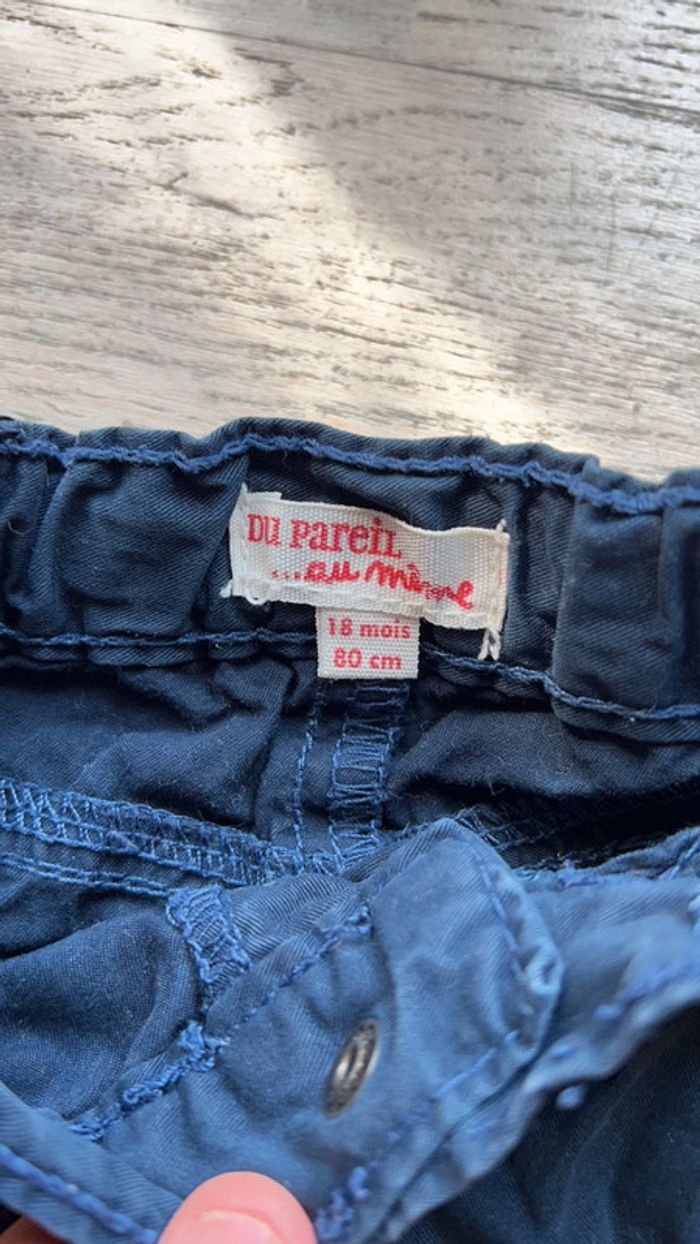 DU PAREIL
...au même
18 mois
80 cm